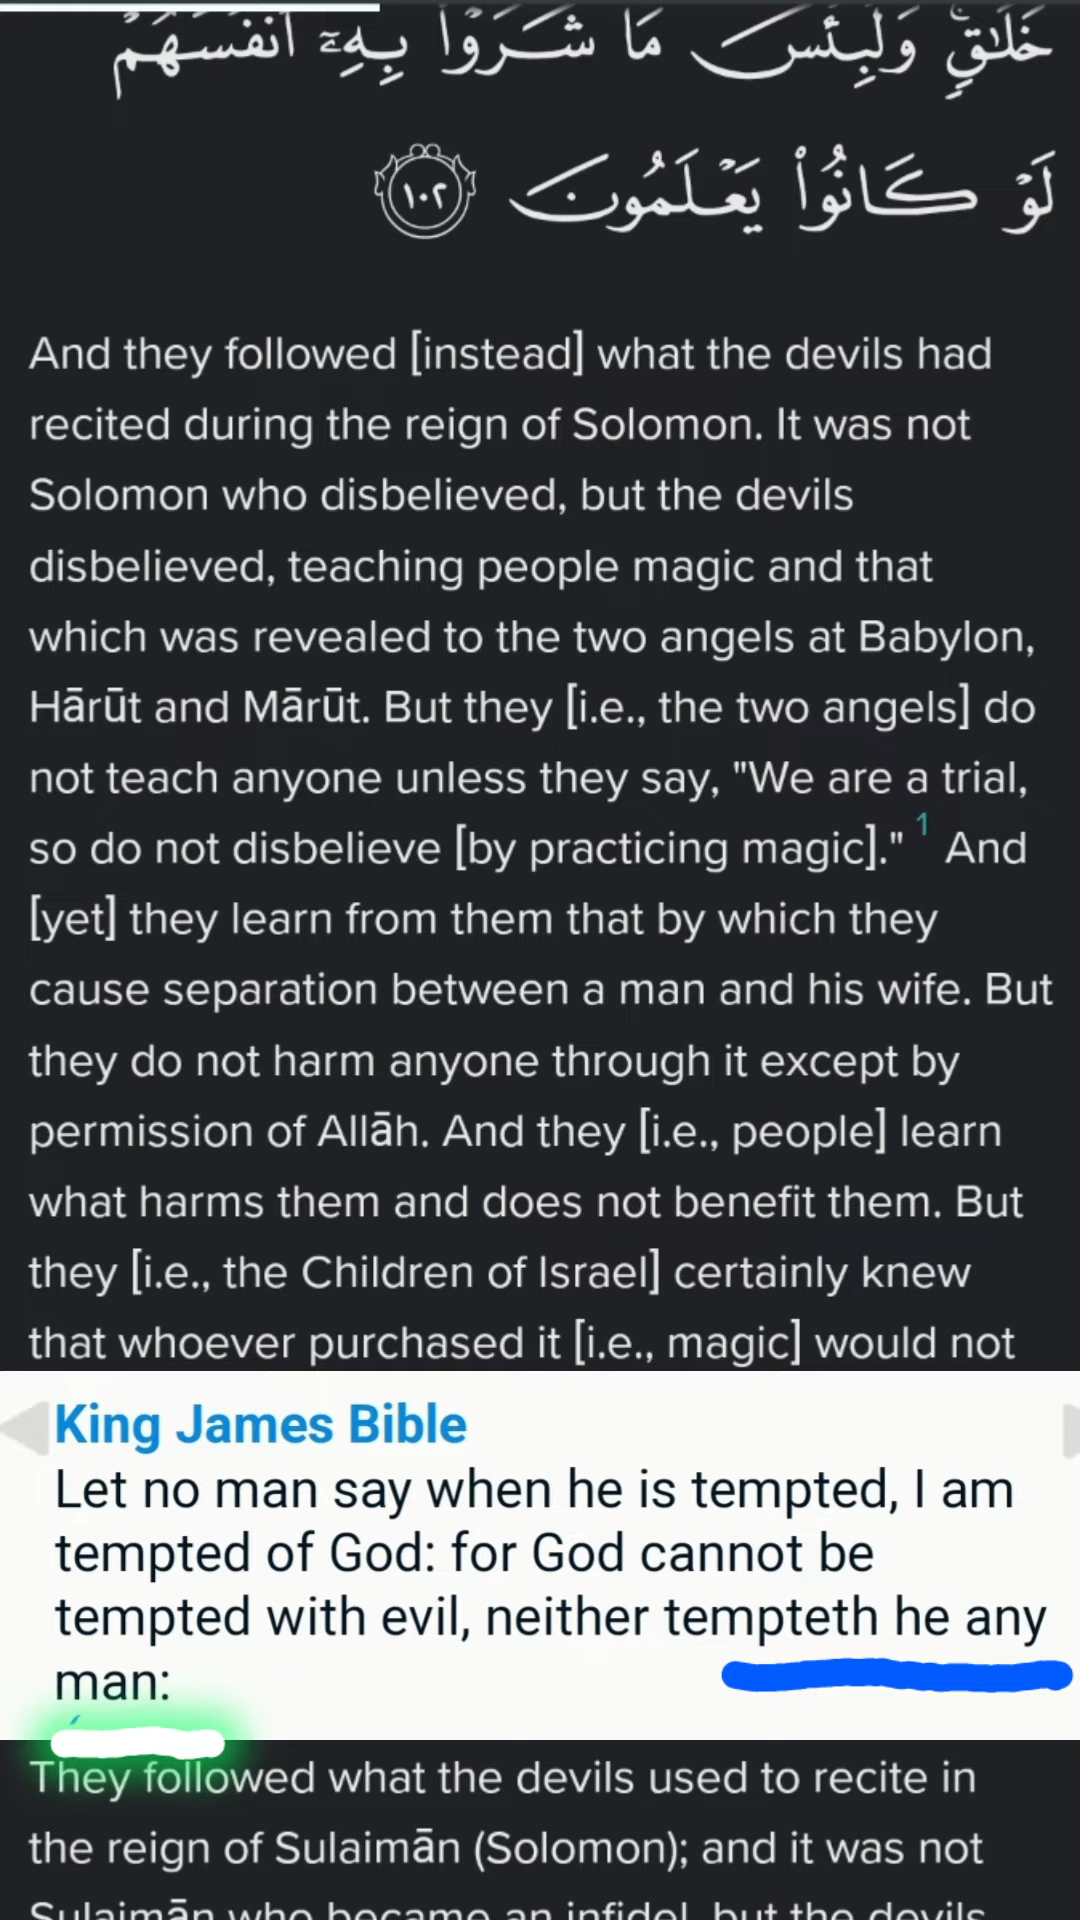 خَلَـٰقٍۢ ۚ وَلَبِئْسَ مَا شَرَوْا۟ بِهِۦٓ أَنفُسَهُمْ ۚ
لَوْ كَانُوا۟ يَعْلَمُونَ ١٠٢
And they followed [instead] what the devils had
recited during the reign of Solomon. It was not
Solomon who disbelieved, but the devils
disbelieved, teaching people magic and that
which was revealed to the two angels at Babylon,
Hārūt and Mārūt. But they [i.e., the two angels] do
not teach anyone unless they say, "We are a trial,
so do not disbelieve [by practicing magic]." 1 And
[yet] they learn from them that by which they
cause separation between a man and his wife. But
they do not harm anyone through it except by
permission of Allāh. And they [i.e., people] learn
what harms them and does not benefit them. But
they [i.e., the Children of Israel] certainly knew
that whoever purchased it [i.e., magic] would not
King James Bible
Let no man say when he is tempted, I am
tempted of God: for God cannot be
tempted with evil, neither tempteth he any
man:
They followed what the devils used to recite in
the reign of Sulaimān (Solomon); and it was not
Sulaimān who became an infidel, but the devils